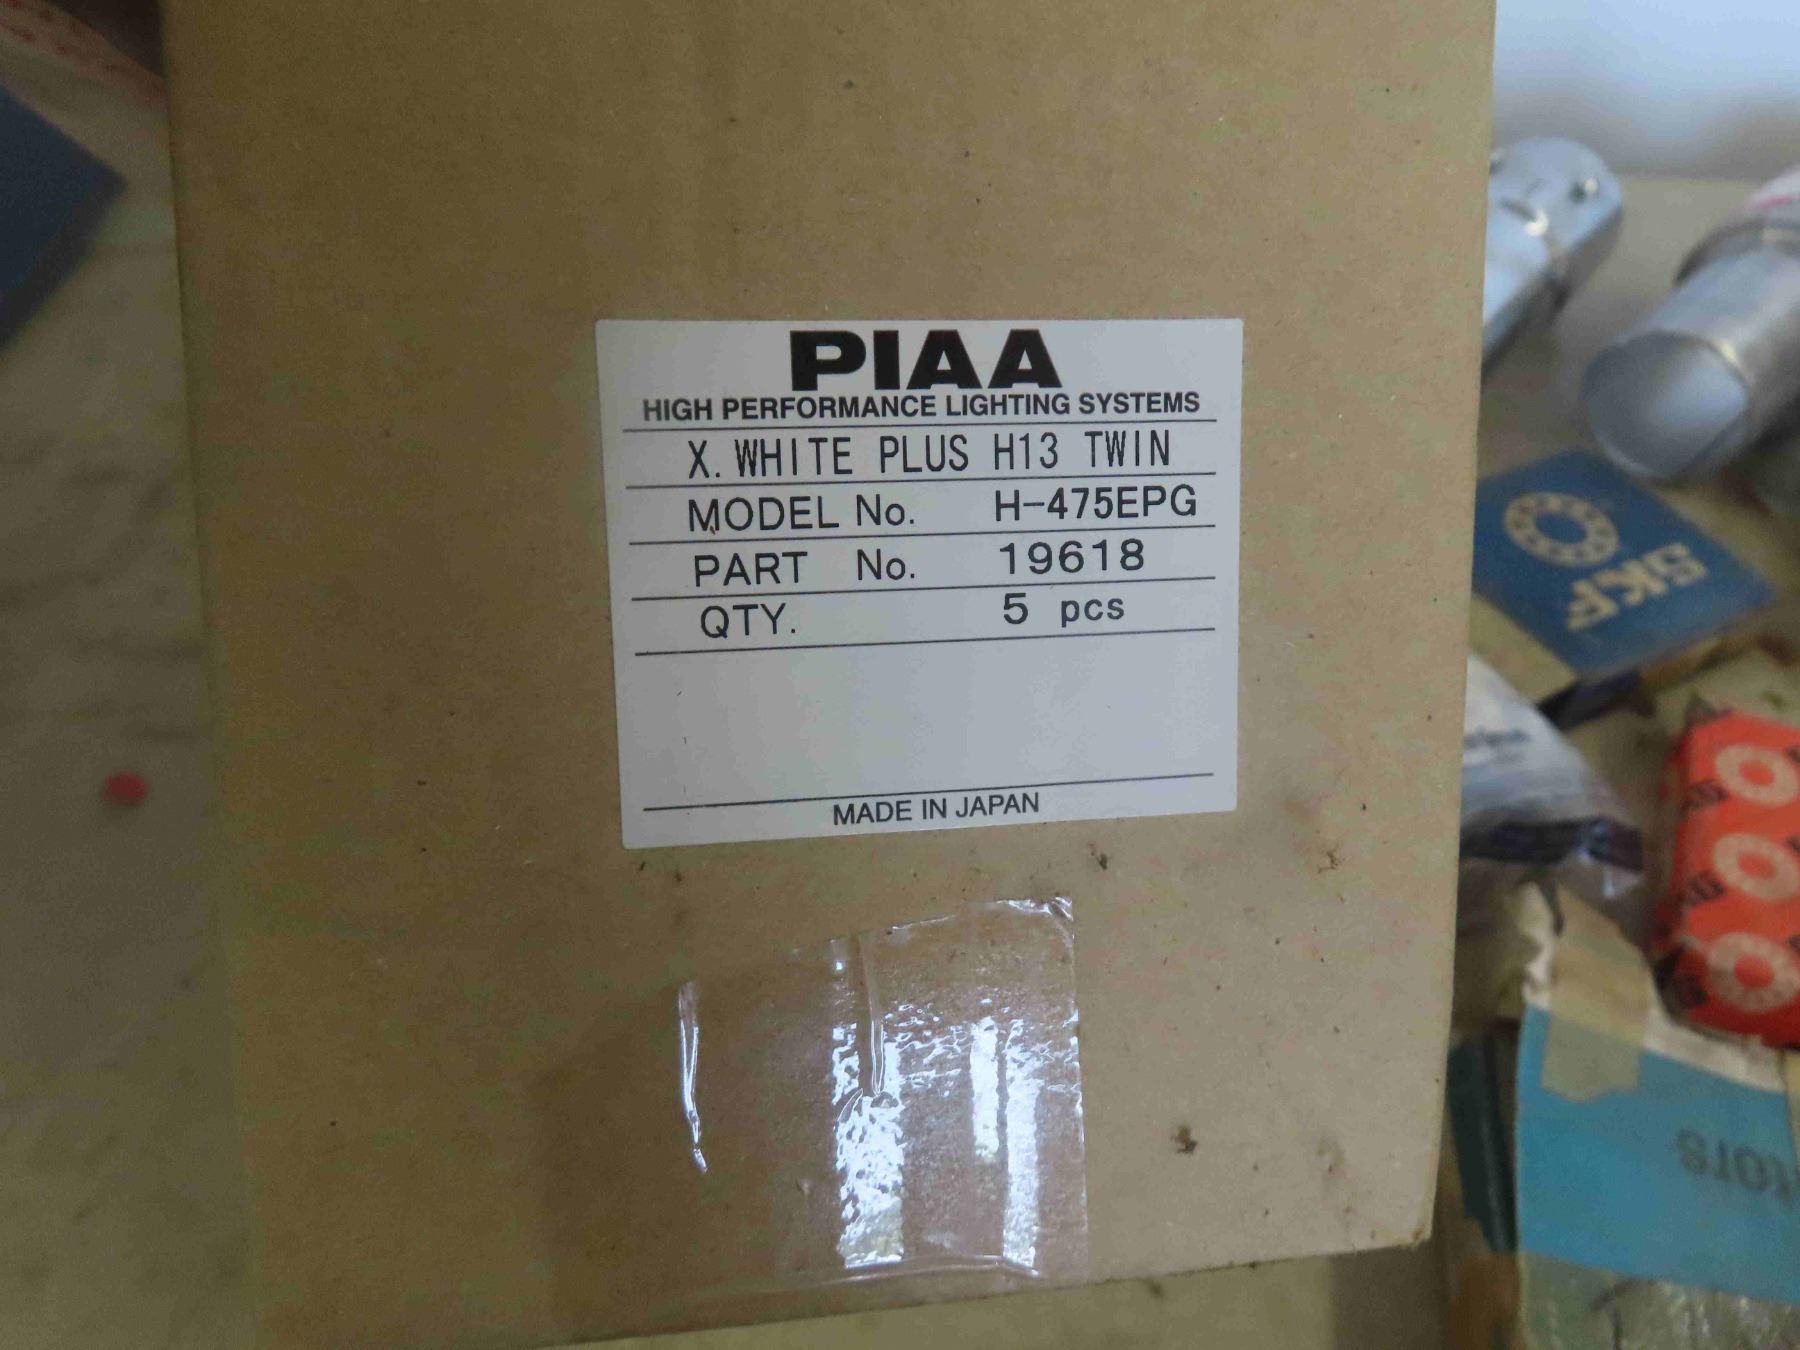 PIAA
HIGH PERFORMANCE LIGHTING SYSTEMS
X. WHITE PLUS H13 TWIN
MODEL No. H-475EPG
PART No. 19618
QTY. 5 pcs
MADE IN JAPAN
SKF